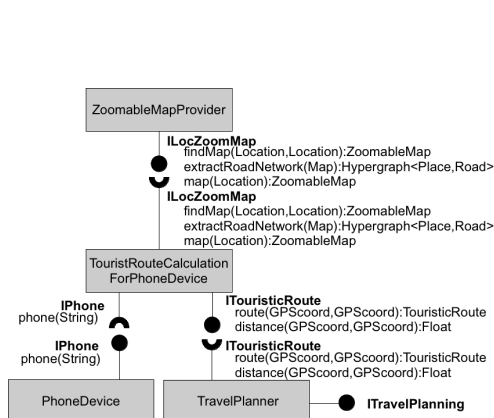 ZoomableMapProvider
ILocZoomMap
findMap(Location,Location):ZoomableMap
extractRoadNetwork(Map):Hypergraph<Place,Road>
map(Location):ZoomableMap
ILocZoomMap
findMap(Location,Location):ZoomableMap
extractRoadNetwork(Map):Hypergraph<Place,Road>
map(Location):ZoomableMap
TouristRouteCalculation
ForPhoneDevice
IPhone
phone(String)
ITouristicRoute
route(GPScoord,GPScoord):TouristicRoute
distance(GPScoord,GPScoord):Float
IPhone
phone(String)
ITouristicRoute
route(GPScoord,GPScoord):TouristicRoute
distance(GPScoord,GPScoord):Float
PhoneDevice
TravelPlanner
ITravelPlanning